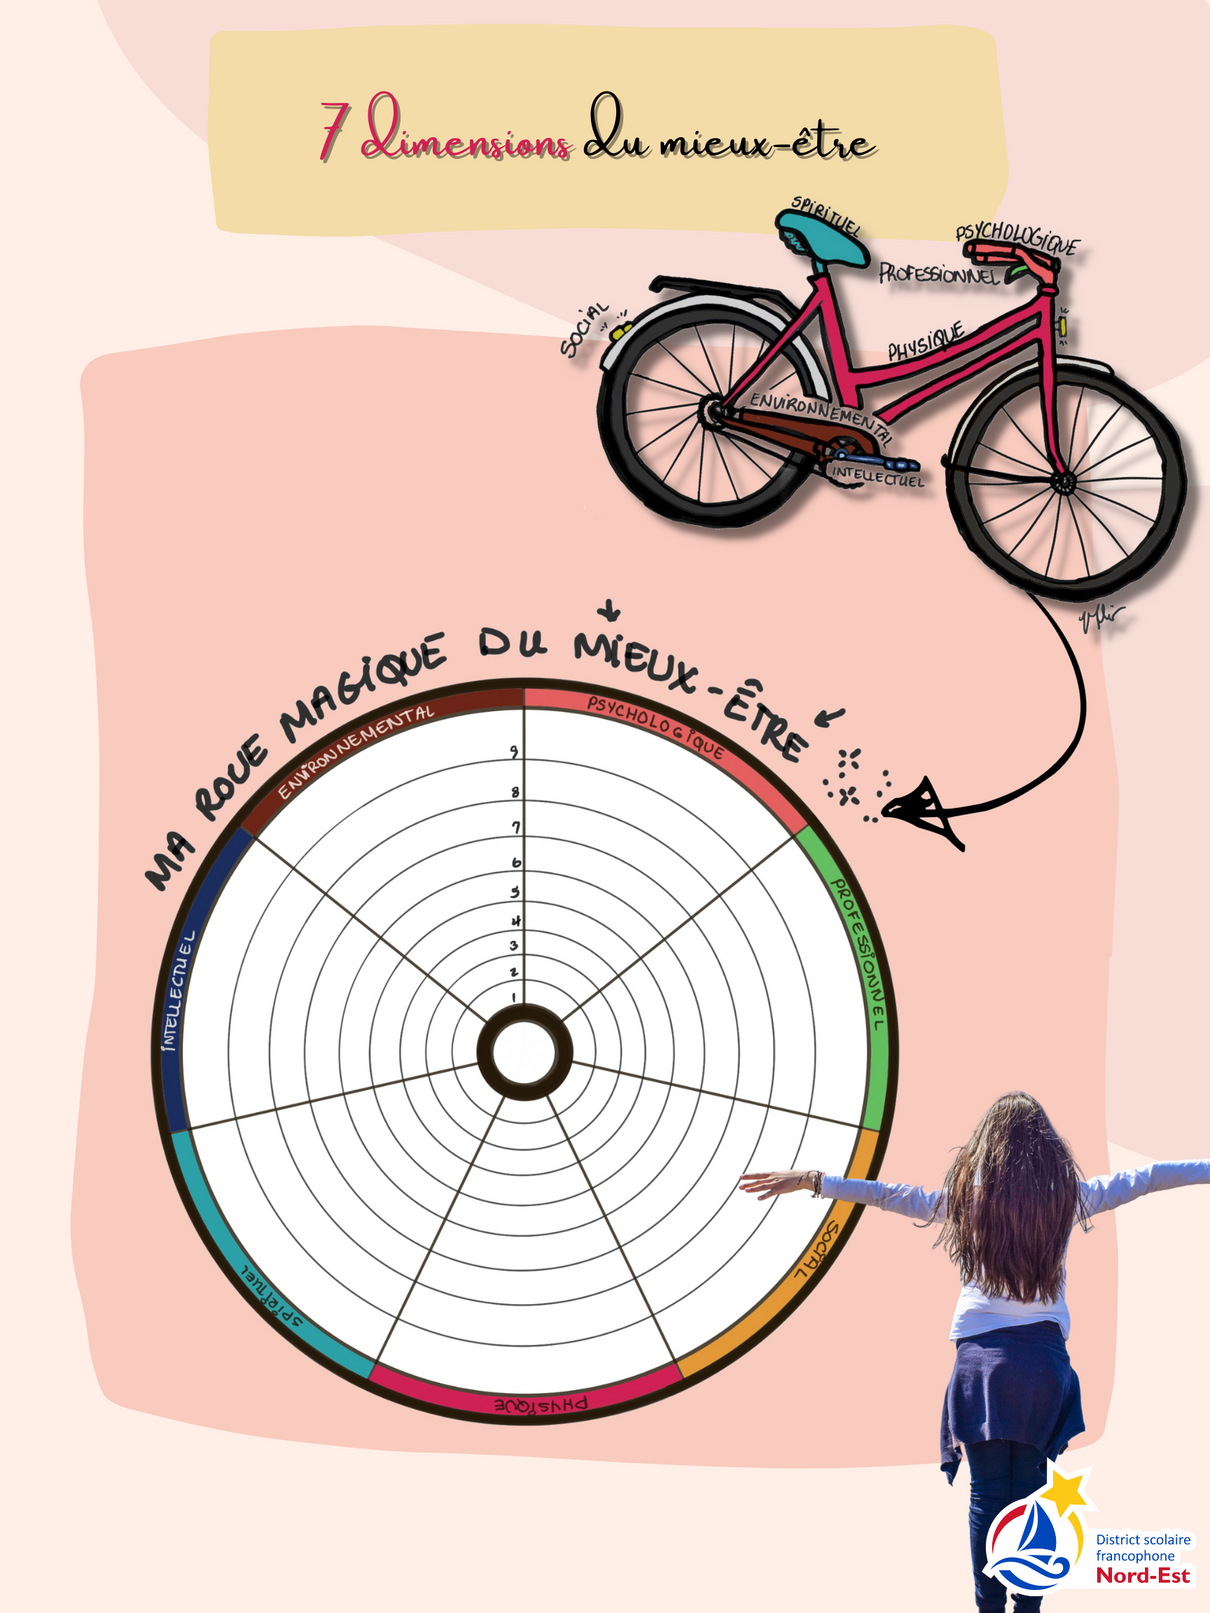 7 Dimensions Du mieux-être
SPIRITUEL
PSYCHOLOGIQUE
PROFESSIONNEL
SOCIAL
PHYSIQUE
ENVIRONNEMENTAL
INTELLECTUEL
MA ROUE MAGIQUE DU MIEUX-ÊTRE
ENVIRONNEMENTAL
PSYCHOLOGIQUE
9
8
7
6
5
4
3
2
1
PROFESSIONNEL
INTELLECTUEL
SOCIAL
SPIRITUEL
PHYSIQUE
District scolaire
francophone
Nord-Est